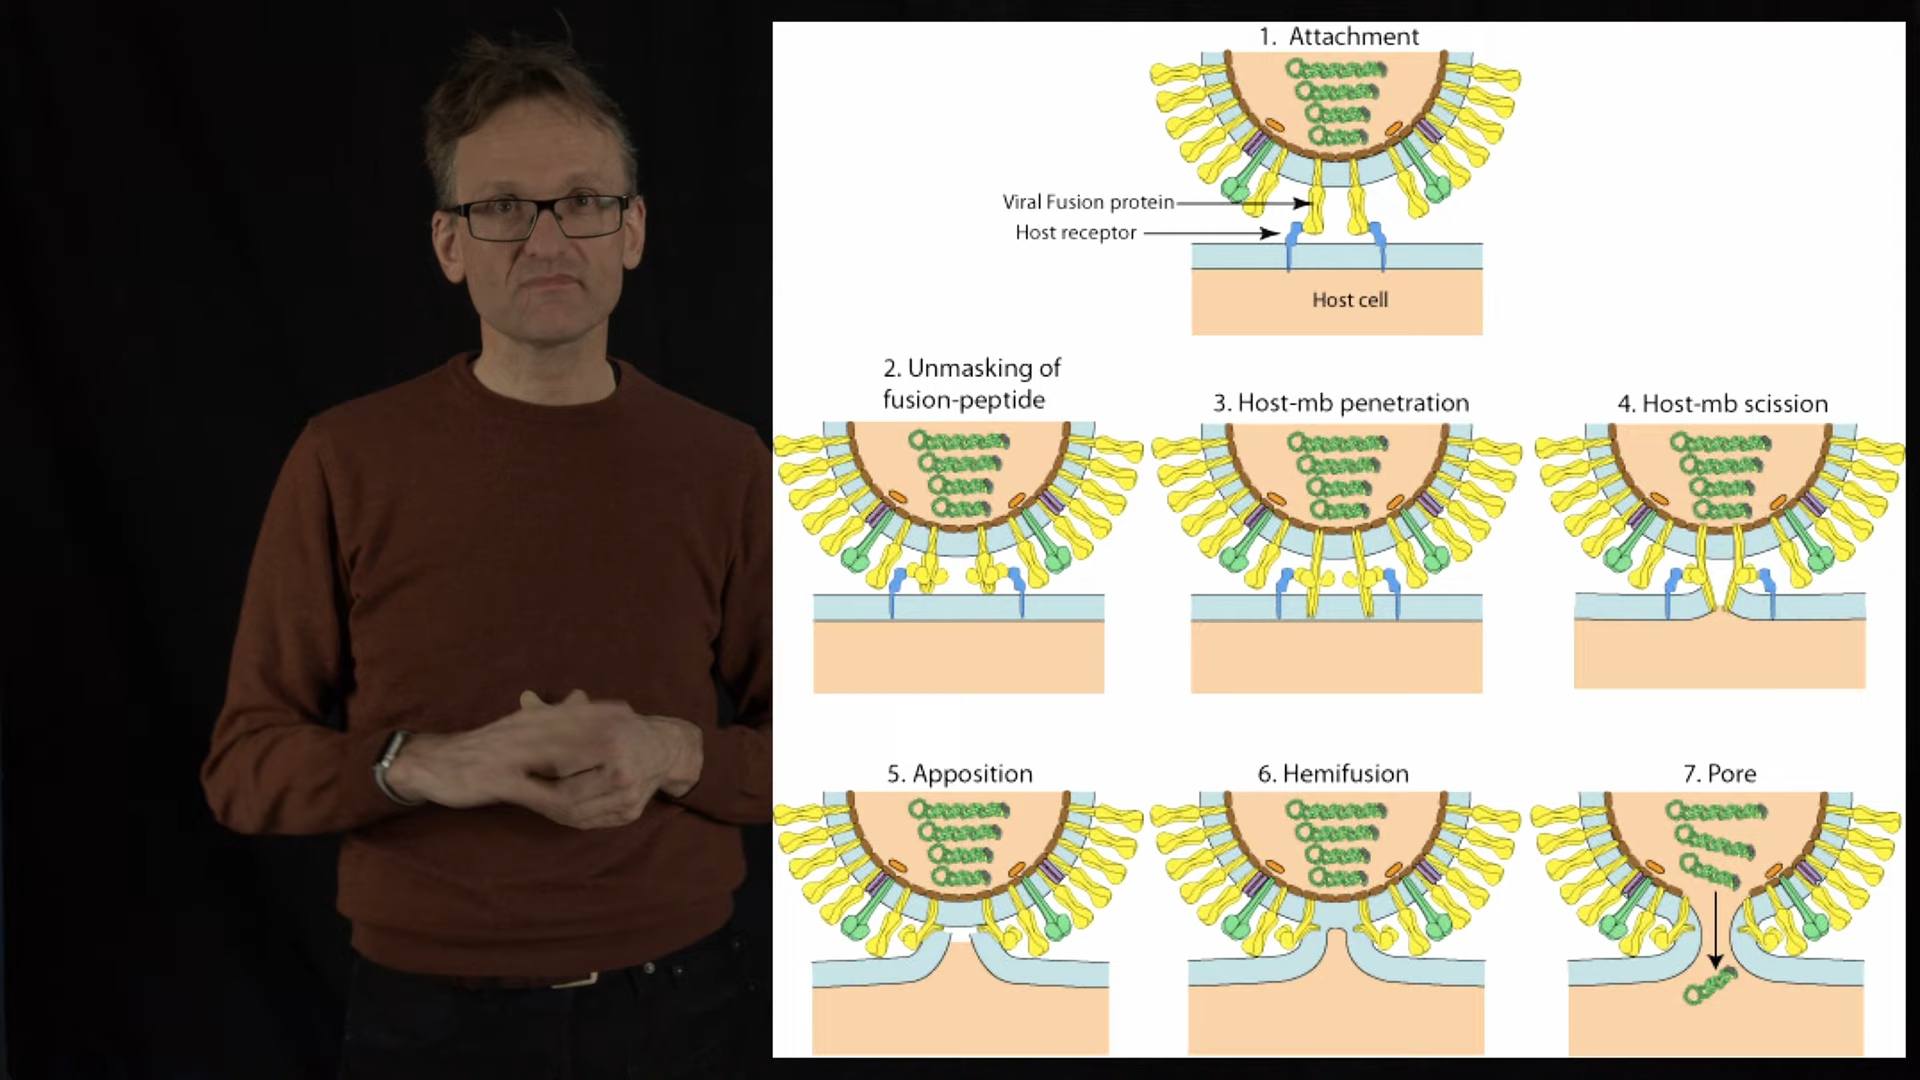 1. Attachment
Viral Fusion protein
Host receptor
Host cell
2. Unmasking of
fusion-peptide
3. Host-mb penetration
4. Host-mb scission
5. Apposition
6. Hemifusion
7. Pore